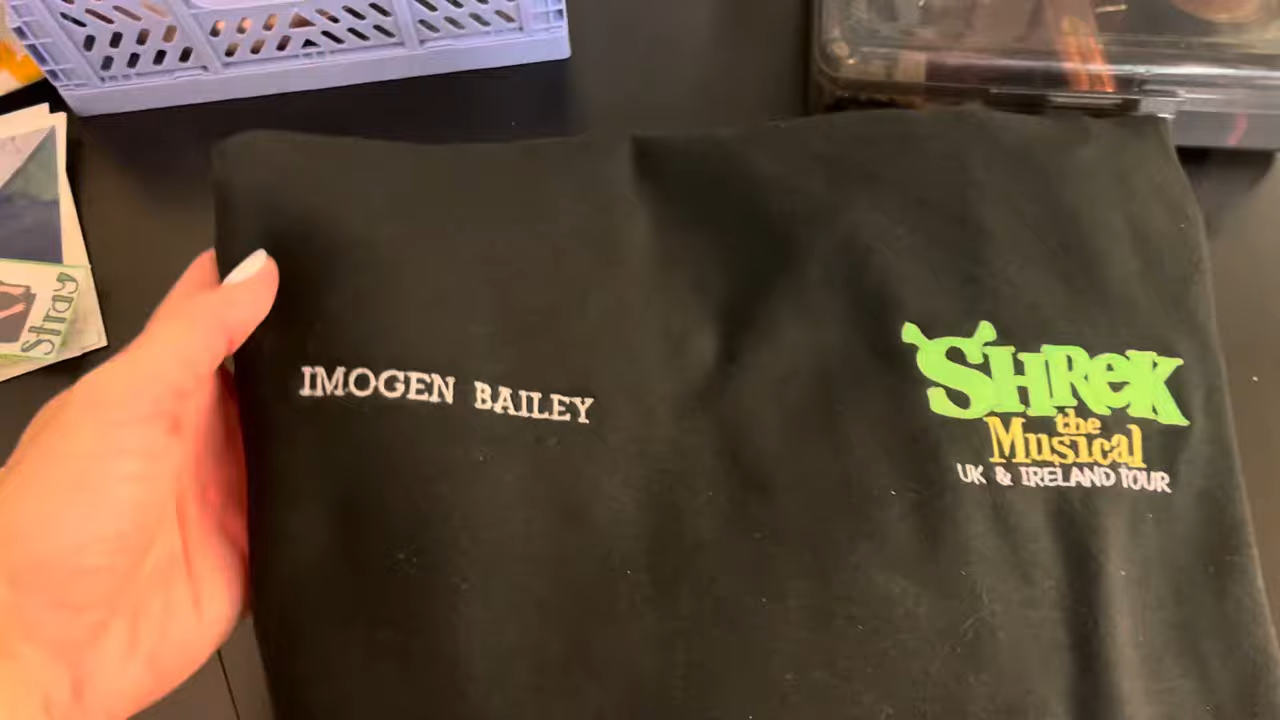 IMOGEN BAILEY
SHREK
the
Musical
UK & IRELAND TOUR
Stray